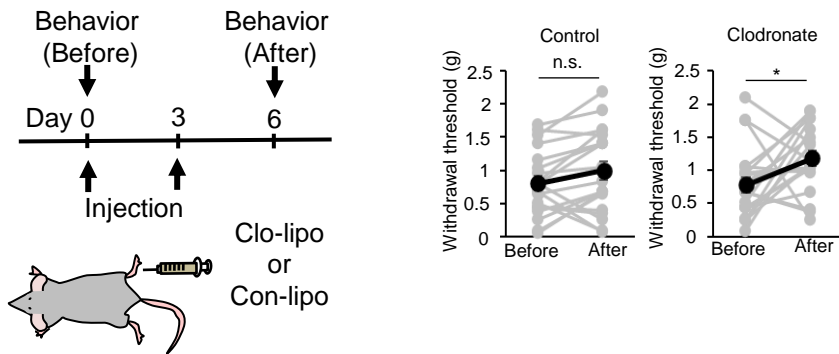 Behavior
(Before)
Behavior
(After)
Day 0 3 6
Injection
Clo-lipo
or
Con-lipo
Control
n.s.
Withdrawal threshold (g)
2.5
2
1.5
1
0.5
0
Before After
Clodronate
*
Withdrawal threshold (g)
2.5
2
1.5
1
0.5
0
Before After